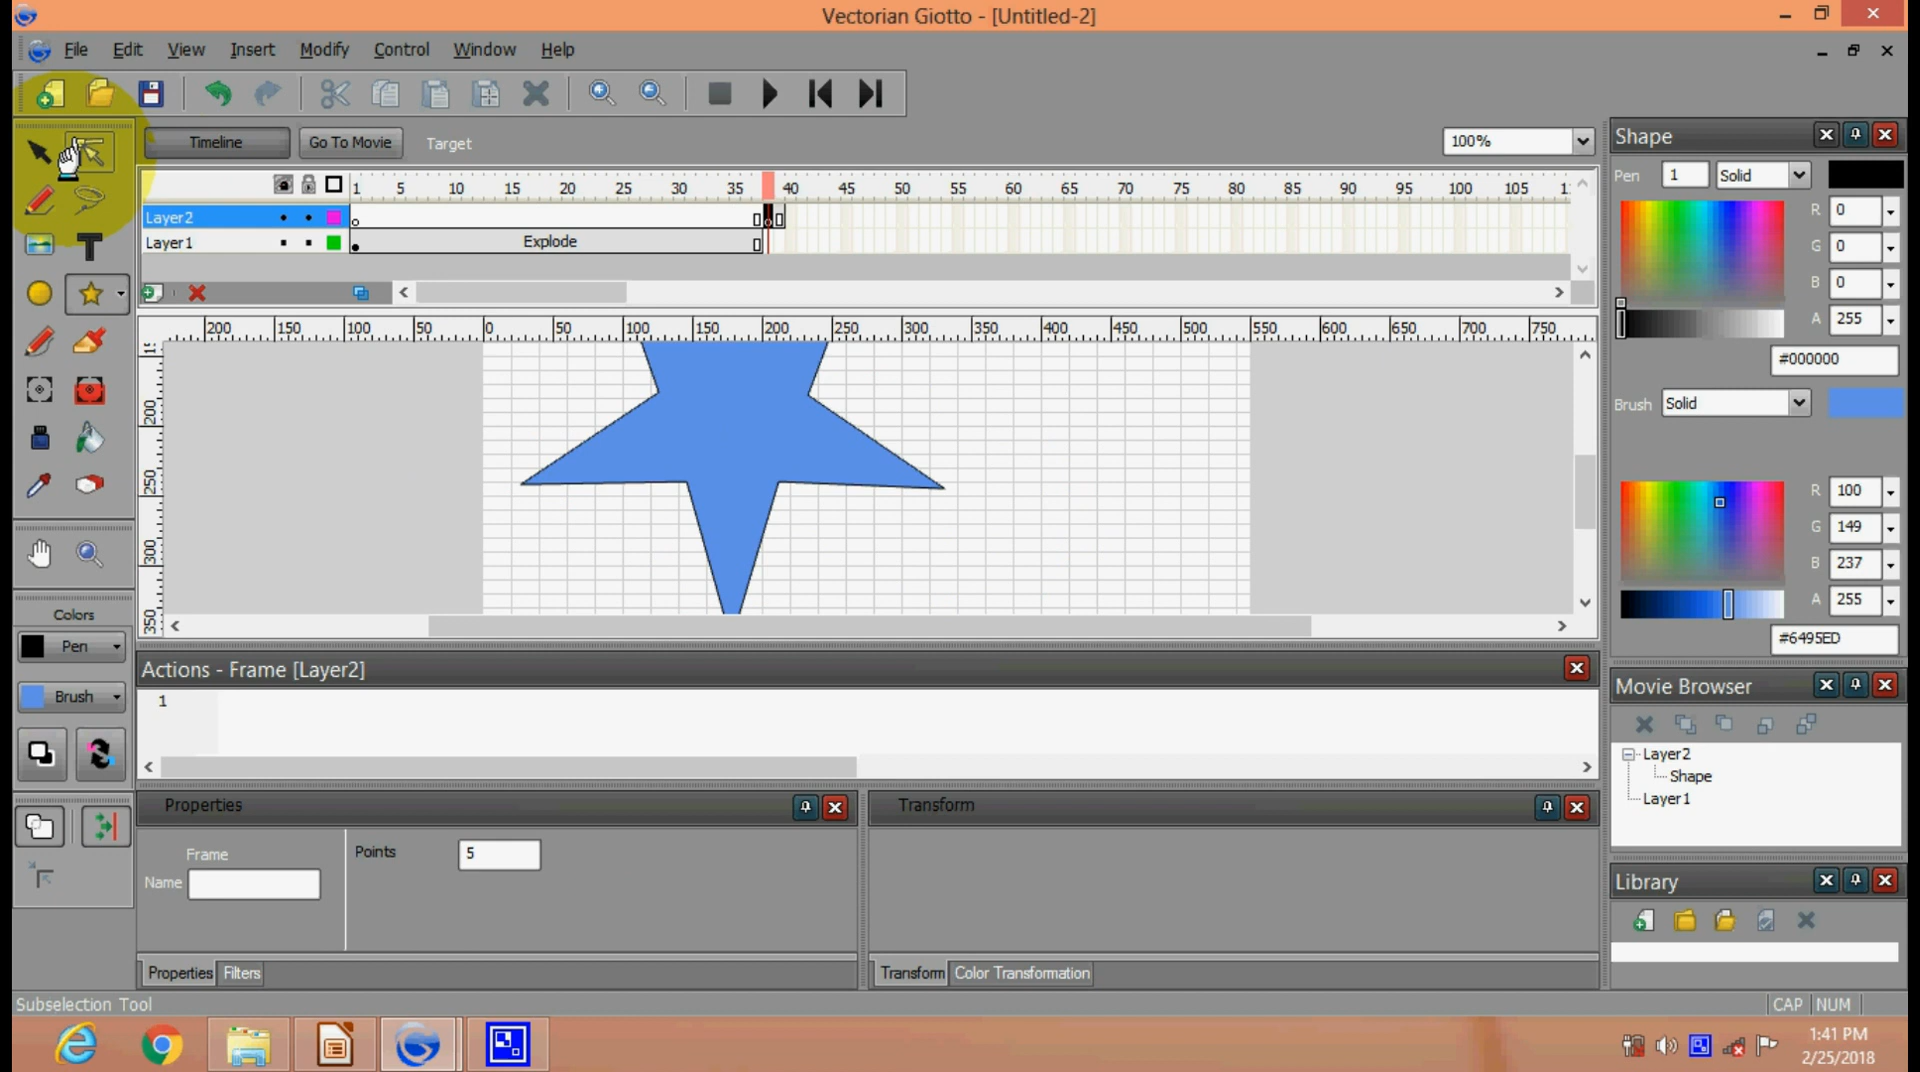 Vectorian Giotto - [Untitled-2]
File Edit View Insert Modify Control Window Help
Timeline Go To Movie Target 100%
1 5 10 15 20 25 30 35 40 45 50 55 60 65 70 75 80 85 90 95 100 105
Layer2
Layer1 Explode
200 150 100 50 0 50 100 150 200 250 300 350 400 450 500 550 600 650 700 750
200
250
300
350
Colors
Pen
Brush
Actions - Frame [Layer2]
1
Properties
Frame
Name
Points 5
Properties Filters
Transform
Transform Color Transformation
Shape
Pen 1 Solid
R 0
G 0
B 0
A 255
#000000
Brush Solid
R 100
G 149
B 237
A 255
#6495ED
Movie Browser
Layer2
Shape
Layer1
Library
Subselection Tool
CAP NUM
1:41 PM
2/25/2018